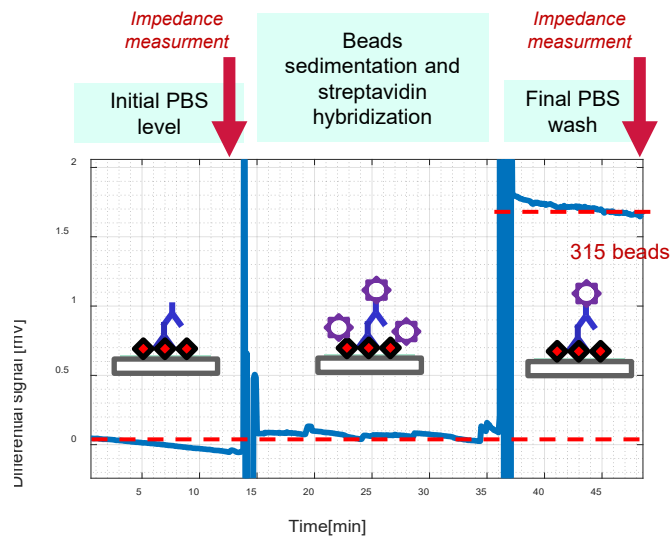 Impedance
measurment
Impedance
measurment
Initial PBS
level
Beads
sedimentation and
streptavidin
hybridization
Final PBS
wash
2
1.5
1
0.5
0
315 beads
Differential signal [mv]
5
10
15
20
25
30
35
40
45
Time[min]